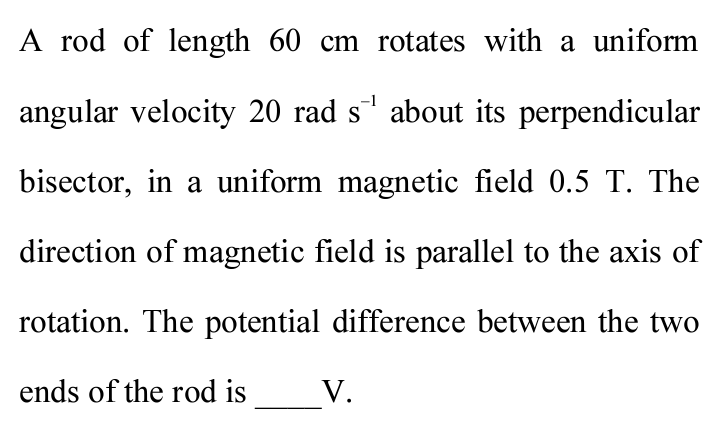 A rod of length 60 cm rotates with a uniform
angular velocity 20 rad s⁻¹ about its perpendicular
bisector, in a uniform magnetic field 0.5 T. The
direction of magnetic field is parallel to the axis of
rotation. The potential difference between the two
ends of the rod is ____V.